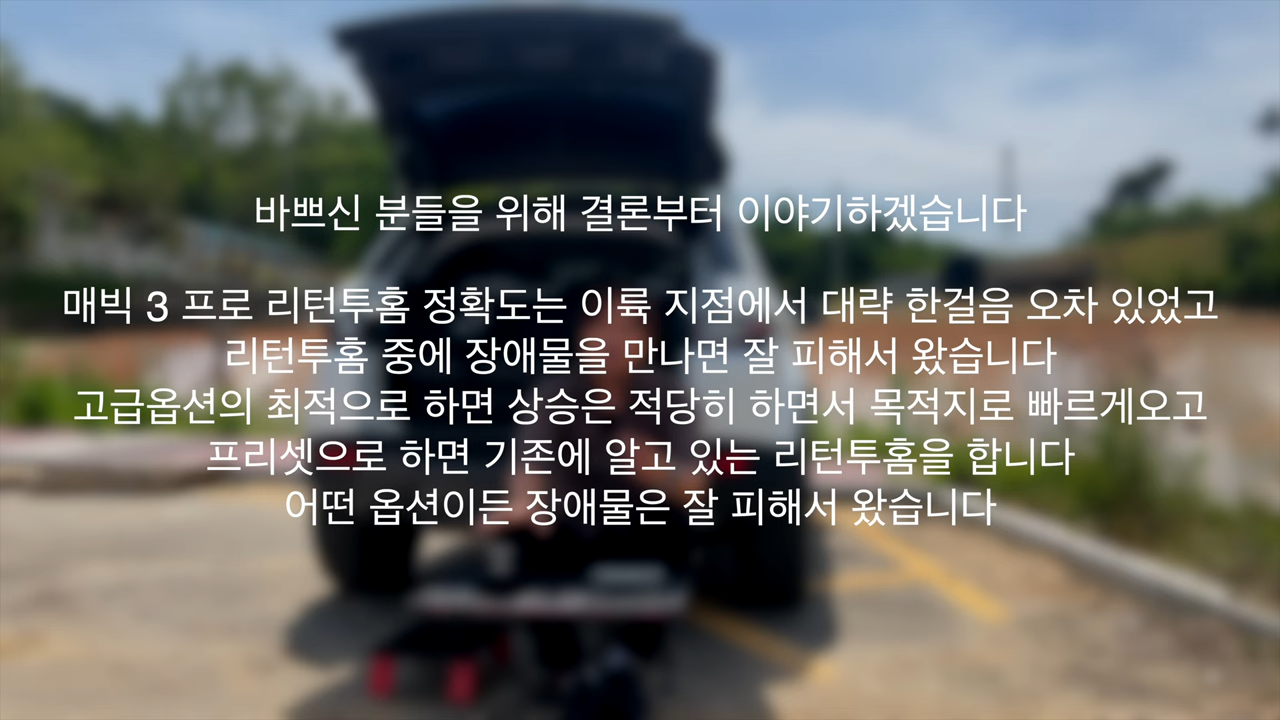 바쁘신 분들을 위해 결론부터 이야기하겠습니다
매빅 3 프로 리턴투홈 정확도는 이륙 지점에서 대략 한걸음 오차 있었고
리턴투홈 중에 장애물을 만나면 잘 피해서 왔습니다
고급옵션의 최적으로 하면 상승은 적당히 하면서 목적지로 빠르게오고
프리셋으로 하면 기존에 알고 있는 리턴투홈을 합니다
어떤 옵션이든 장애물은 잘 피해서 왔습니다